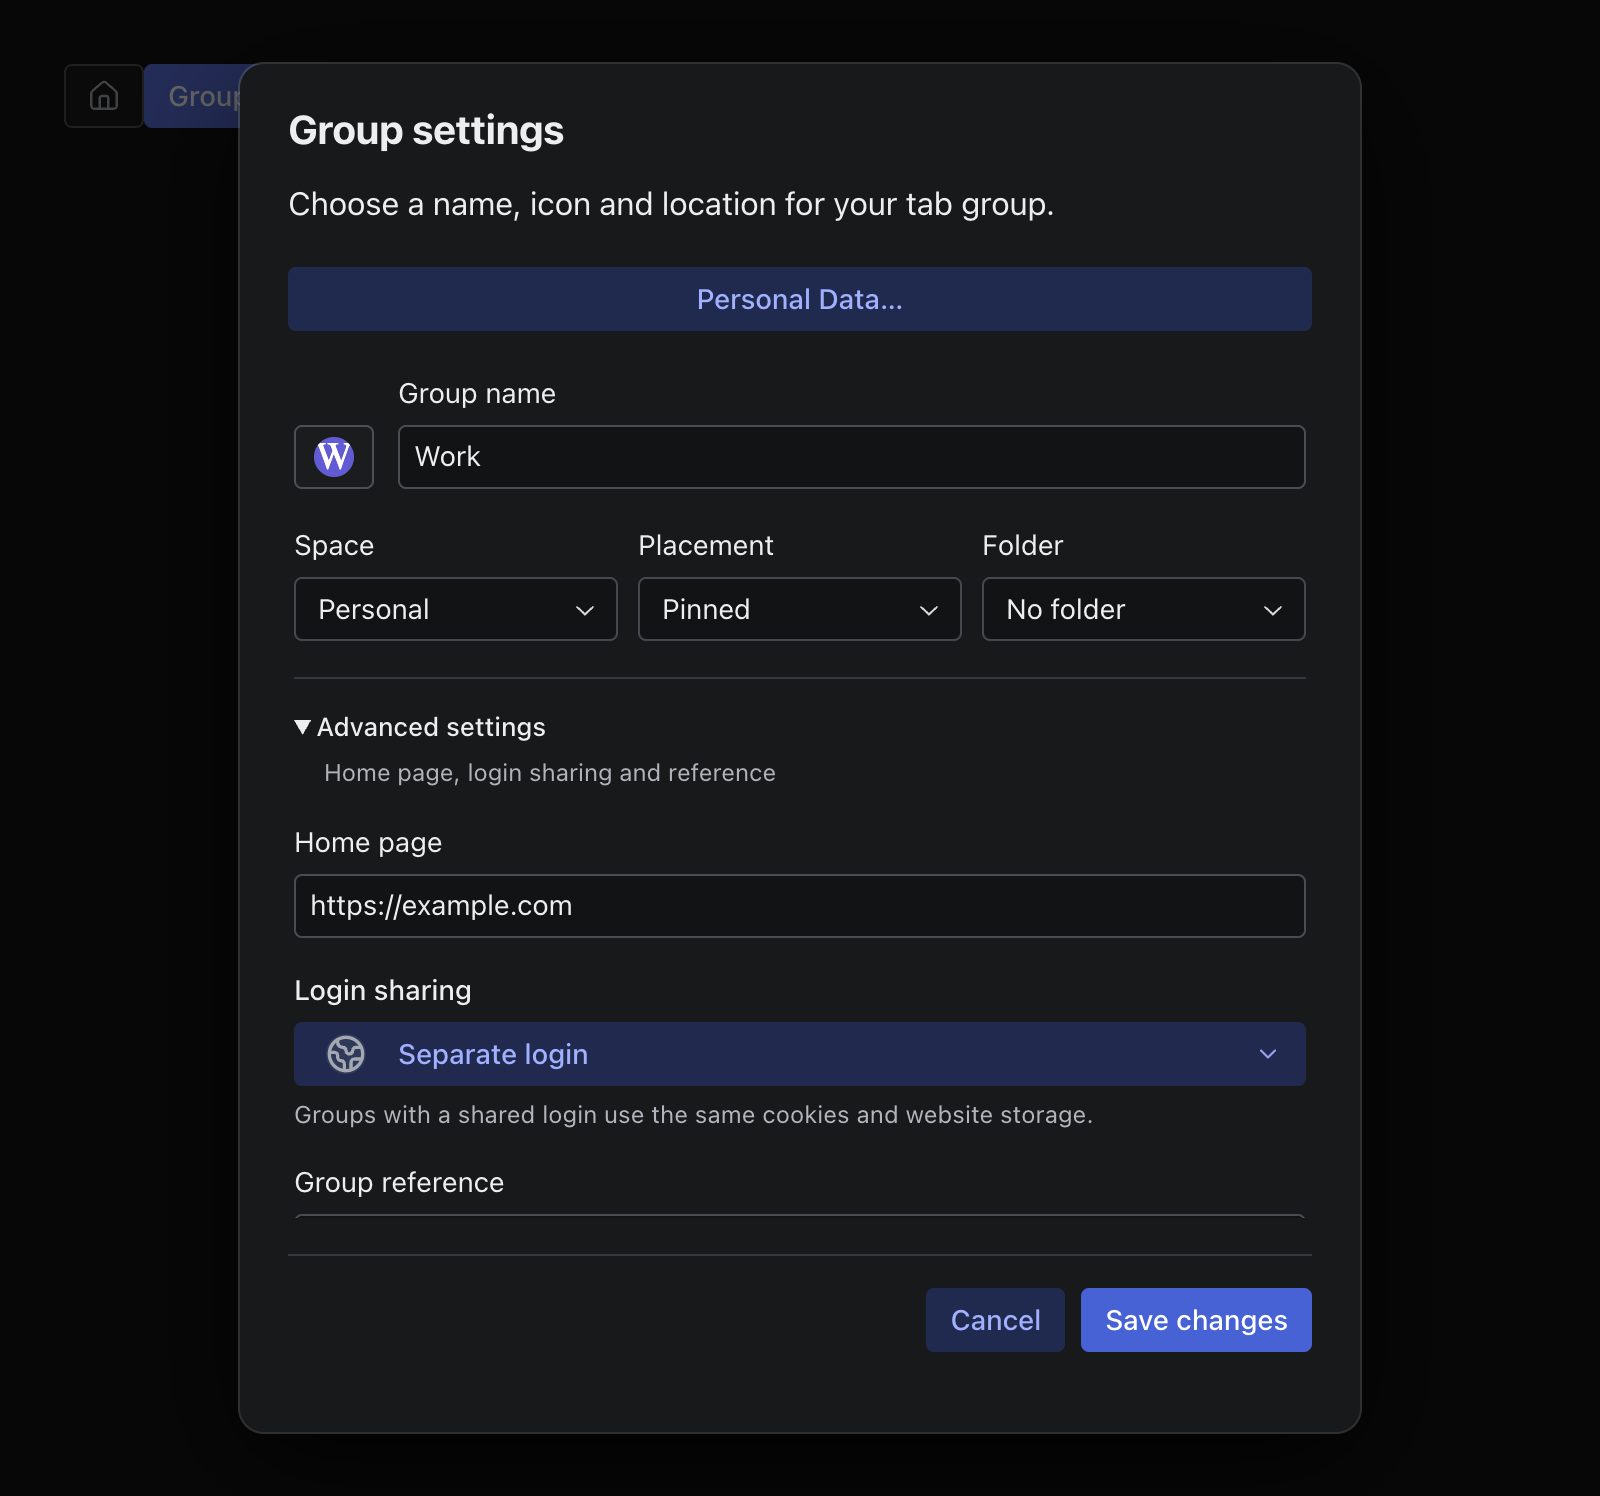 Group
Group settings
Choose a name, icon and location for your tab group.
Personal Data...
Group name
W
Work
Space
Placement
Folder
Personal
Pinned
No folder
Advanced settings
Home page, login sharing and reference
Home page
https://example.com
Login sharing
Separate login
Groups with a shared login use the same cookies and website storage.
Group reference
Cancel
Save changes